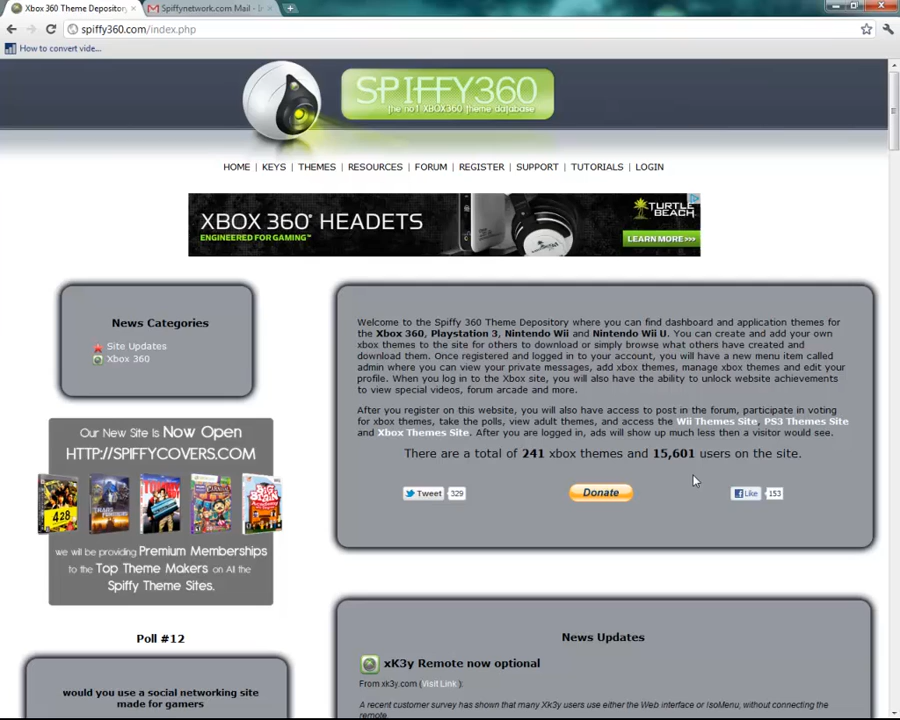 Xbox 360 Theme Depository
Spiffynetwork.com Mail - In
spiffy360.com/index.php
How to convert vide...
SPIFFY360
the no1 XBOX360 theme database
HOME | KEYS | THEMES | RESOURCES | FORUM | REGISTER | SUPPORT | TUTORIALS | LOGIN
XBOX 360 HEADETS
ENGINEERED FOR GAMING™
TURTLE
BEACH
LEARN MORE >>>
News Categories
Site Updates
Xbox 360
Our New Site Is Now Open
HTTP://SPIFFYCOVERS.COM
428
we will be providing Premium Memberships
to the Top Theme Makers on All the
Spiffy Theme Sites.
Poll #12
would you use a social networking site
made for gamers
Welcome to the Spiffy 360 Theme Depository where you can find dashboard and application themes for
the Xbox 360, Playstation 3, Nintendo Wii and Nintendo Wii U. You can create and add your own
xbox themes to the site for others to download or simply browse what others have created and
download them. Once registered and logged in to your account, you will have a new menu item called
admin where you can view your private messages, add xbox themes, manage xbox themes and edit your
profile. When you log in to the Xbox site, you will also have the ability to unlock website achievements
to view special videos, forum arcade and more.
After you register on this website, you will also have access to post in the forum, participate in voting
for xbox themes, take the polls, view adult themes, and access the Wii Themes Site, PS3 Themes Site
and Xbox Themes Site. After you are logged in, ads will show up much less then a visitor would see.
There are a total of 241 xbox themes and 15,601 users on the site.
Tweet 329
Donate
Like 153
News Updates
xK3y Remote now optional
From xk3y.com (Visit Link ):
A recent customer survey has shown that many Xk3y users use either the Web interface or IsoMenu, without connecting the
remote